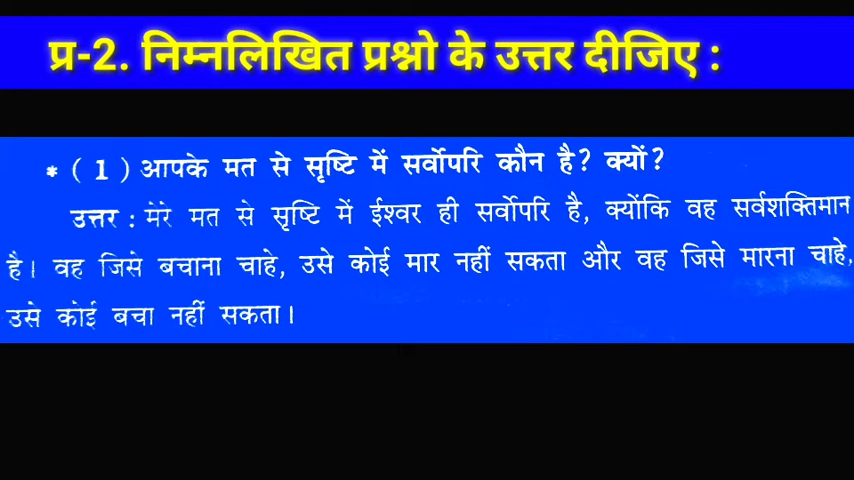 प्र-2. निम्नलिखित प्रश्नो के उत्तर दीजिए :
* ( 1 ) आपके मत से सृष्टि में सर्वोपरि कौन है? क्यों?
उत्तर : मेरे मत से सृष्टि में ईश्वर ही सर्वोपरि है, क्योंकि वह सर्वशक्तिमान
है। वह जिसे बचाना चाहे, उसे कोई मार नहीं सकता और वह जिसे मारना चाहे,
उसे कोई बचा नहीं सकता।